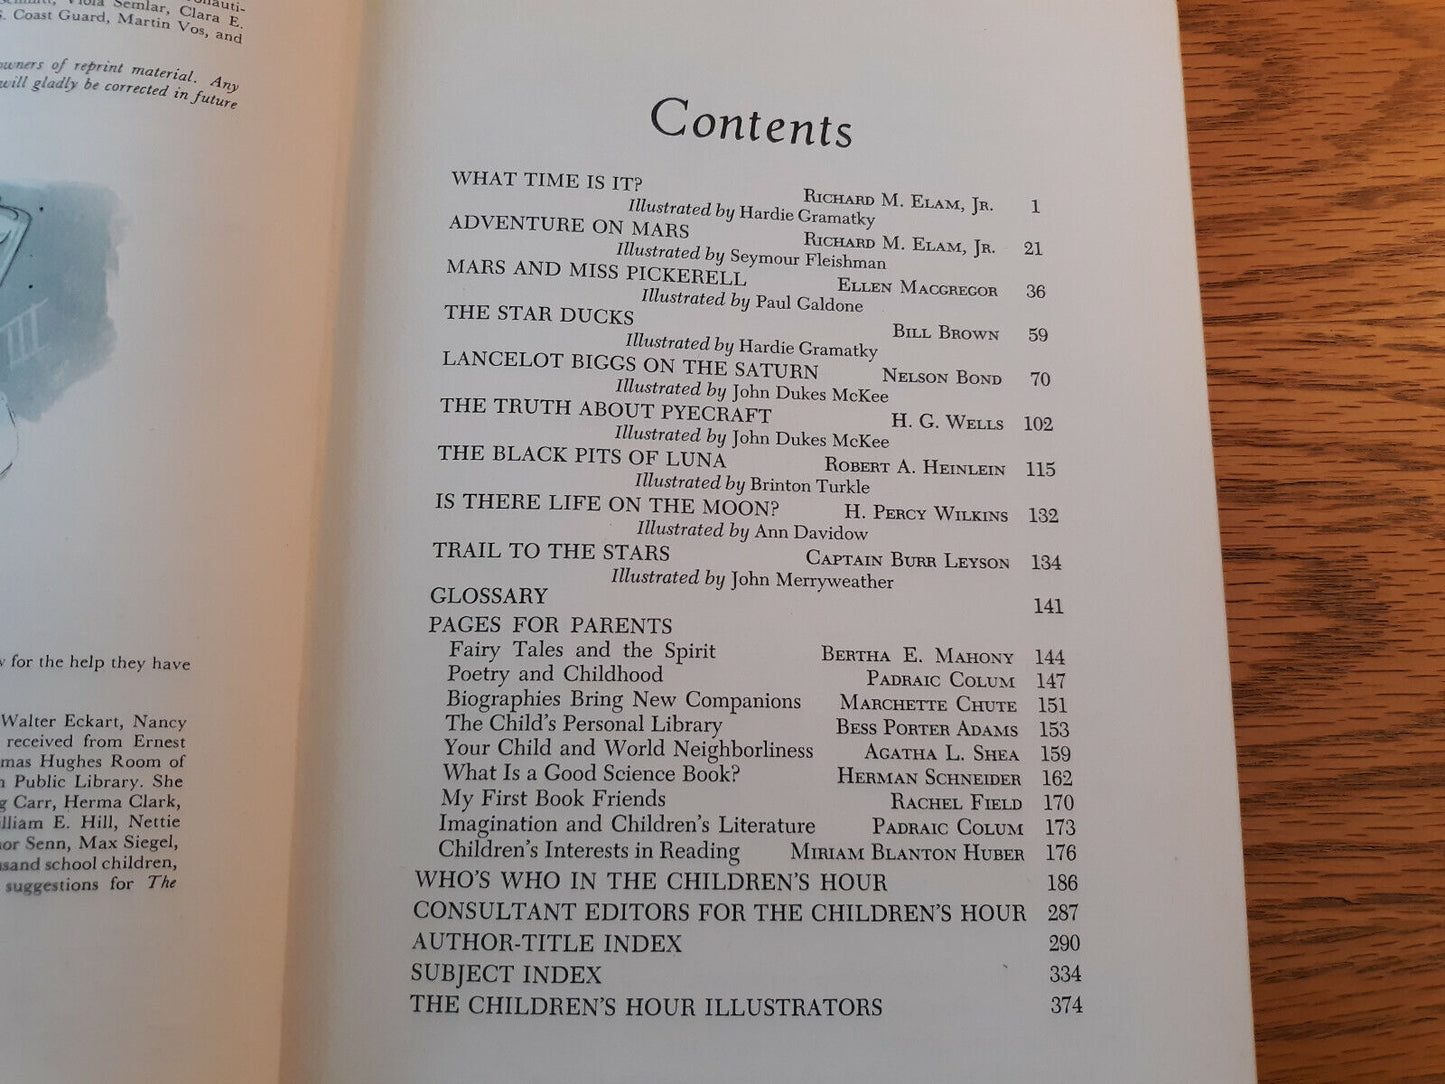 Viola Semlar, Clara E.
Coast Guard, Martin Vos, and
owners of reprint material. Any
will gladly be corrected in future
for the help they have
Walter Eckart, Nancy
received from Ernest
Hughes Room of
Public Library. She
Carr, Herma Clark,
E. Hill, Nettie
Senn, Max Siegel,
school children,
suggestions for The
Contents
WHAT TIME IS IT? RICHARD M. ELAM, JR. 1
Illustrated by Hardie Gramatky
ADVENTURE ON MARS RICHARD M. ELAM, JR. 21
Illustrated by Seymour Fleishman
MARS AND MISS PICKERELL ELLEN MACGREGOR 36
Illustrated by Paul Galdone
THE STAR DUCKS BILL BROWN 59
Illustrated by Hardie Gramatky
LANCELOT BIGGS ON THE SATURN NELSON BOND 70
Illustrated by John Dukes McKee
THE TRUTH ABOUT PYECRAFT H. G. WELLS 102
Illustrated by John Dukes McKee
THE BLACK PITS OF LUNA ROBERT A. HEINLEIN 115
Illustrated by Brinton Turkle
IS THERE LIFE ON THE MOON? H. PERCY WILKINS 132
Illustrated by Ann Davidow
TRAIL TO THE STARS CAPTAIN BURR LEYSON 134
Illustrated by John Merryweather
GLOSSARY 141
PAGES FOR PARENTS
Fairy Tales and the Spirit BERTHA E. MAHONY 144
Poetry and Childhood PADRAIC COLUM 147
Biographies Bring New Companions MARCHETTE CHUTE 151
The Child's Personal Library BESS PORTER ADAMS 153
Your Child and World Neighborliness AGATHA L. SHEA 159
What Is a Good Science Book? HERMAN SCHNEIDER 162
My First Book Friends RACHEL FIELD 170
Imagination and Children's Literature PADRAIC COLUM 173
Children's Interests in Reading MIRIAM BLANTON HUBER 176
WHO'S WHO IN THE CHILDREN'S HOUR 186
CONSULTANT EDITORS FOR THE CHILDREN'S HOUR 287
AUTHOR-TITLE INDEX 290
SUBJECT INDEX 334
THE CHILDREN'S HOUR ILLUSTRATORS 374